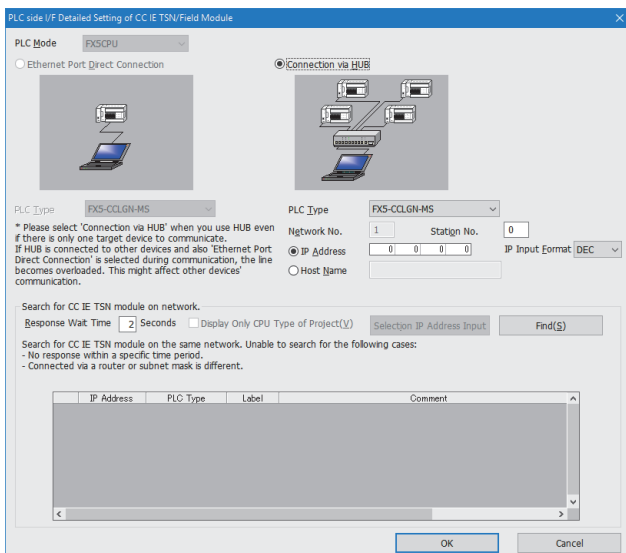 PLC side I/F Detailed Setting of CC IE TSN/Field Module
PLC Mode FX5CPU
Ethernet Port Direct Connection
Connection via HUB
PLC Type FX5-CCLGN-MS
* Please select 'Connection via HUB' when you use HUB even
if there is only one target device to communicate.
If HUB is connected to other devices and also 'Ethernet Port
Direct Connection' is selected during communication, the line
becomes overloaded. This might affect other devices'
communication.
PLC Type FX5-CCLGN-MS
Network No. 1 Station No. 0
IP Address 0 0 0 0 IP Input Format DEC
Host Name
Search for CC IE TSN module on network.
Response Wait Time 2 Seconds Display Only CPU Type of Project(V) Selection IP Address Input Find(S)
Search for CC IE TSN module on the same network. Unable to search for the following cases:
- No response within a specific time period.
- Connected via a router or subnet mask is different.
IP Address PLC Type Label Comment
OK Cancel